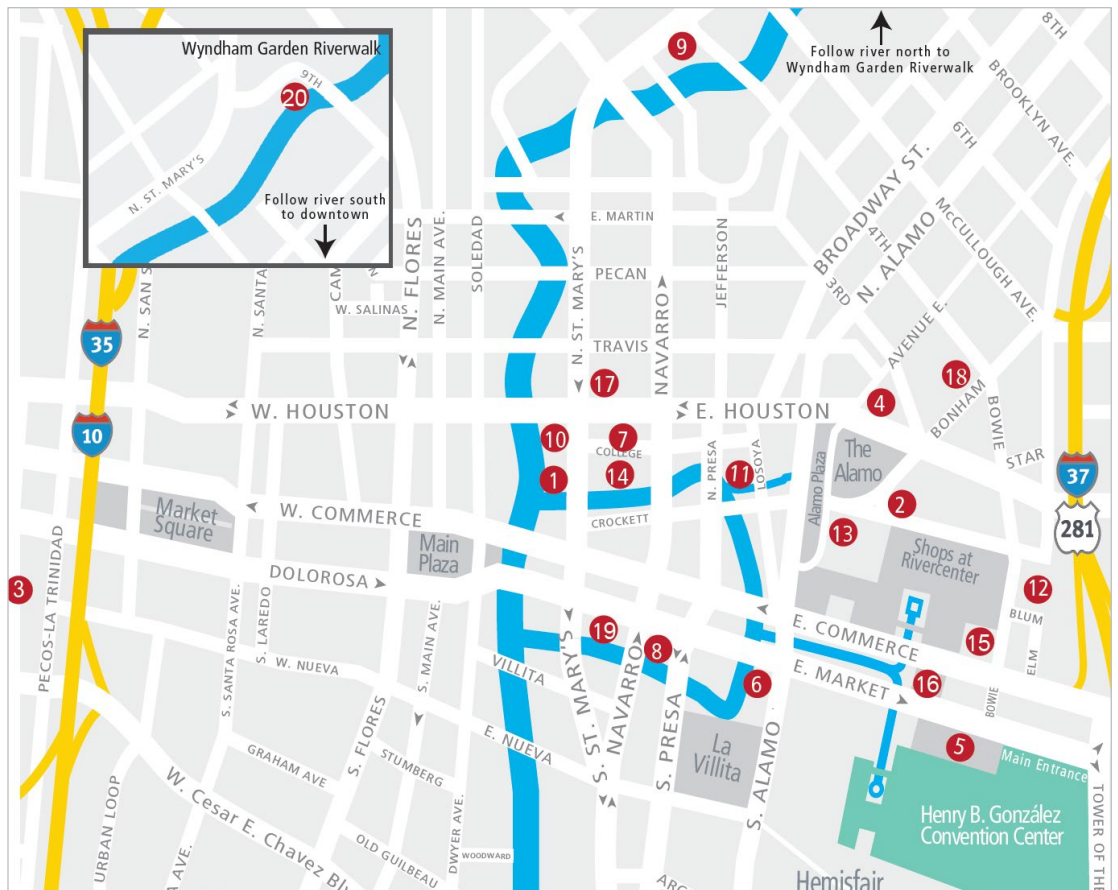 Wyndham Garden Riverwalk
9TH
20
N. ST. MARY'S
Follow river south
to downtown
9
Follow river north to
Wyndham Garden Riverwalk
8TH
BROOKLYN AVE.
6TH
BROADWAY ST.
McCULLOUGH AVE.
4TH
N. ALAMO
3RD
AVENUE E.
E. MARTIN
PECAN
JEFFERSON
N. SAN S
N. SANTA
CAM
N
W. SALINAS
N. FLORES
N. MAIN AVE.
SOLEDAD
N. ST. MARY'S
NAVARRO
TRAVIS
35
10
17
18
4
BONHAM
BOWIE
STAR
W. HOUSTON
E. HOUSTON
10
7
COLLEGE
1
14
11
N. PRESA
LOSOYA
CROCKETT
Alamo Plaza
The
Alamo
2
13
37
281
Market
Square
W. COMMERCE
Main
Plaza
DOLOROSA
Shops at
Rivercenter
12
BLUM
ELM
15
3
PECOS-LA TRINIDAD
S. SANTA ROSA AVE.
S. LAREDO
W. NUEVA
S. MAIN AVE.
VILLITA
19
8
6
E. COMMERCE
E. MARKET
16
BOWIE
5
Main Entrance
S. ST. MARY'S
S. NAVARRO
S. PRESA
La
Villita
S. ALAMO
E. NUEVA
S. FLORES
STUMBERG
GRAHAM AVE
W. Cesar E. Chavez Blv
OLD GUILBEAU
DWYER AVE.
WOODWARD
URBAN LOOP
A AVE.
ARC
Henry B. González
Convention Center
Hemisfair
TOWER OF THE